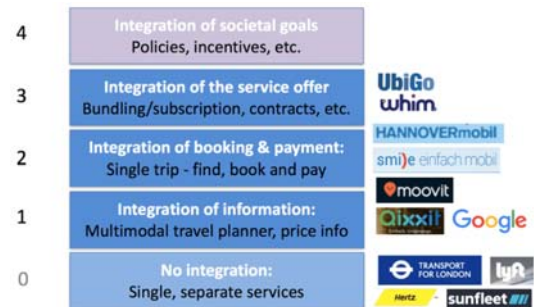 4
Integration of societal goals
Policies, incentives, etc.
3
Integration of the service offer
Bundling/subscription, contracts, etc.
UbiGo
whim
2
Integration of booking & payment:
Single trip - find, book and pay
HANNOVERmobil
smi)e einfach mobil
moovit
1
Integration of information:
Multimodal travel planner, price info
Qixxit
Google
0
No integration:
Single, separate services
TRANSPORT
FOR LONDON
lyft
Hertz
sunfleet